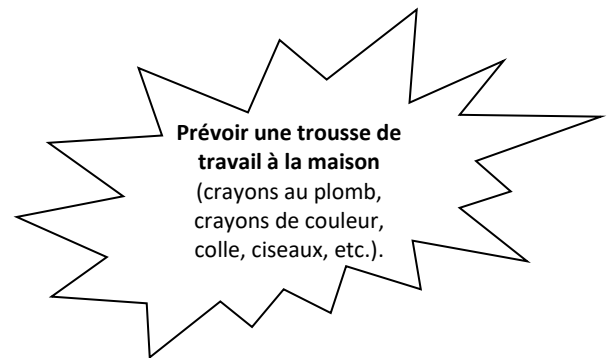 Prévoir une trousse de
travail à la maison
(crayons au plomb,
crayons de couleur,
colle, ciseaux, etc.).